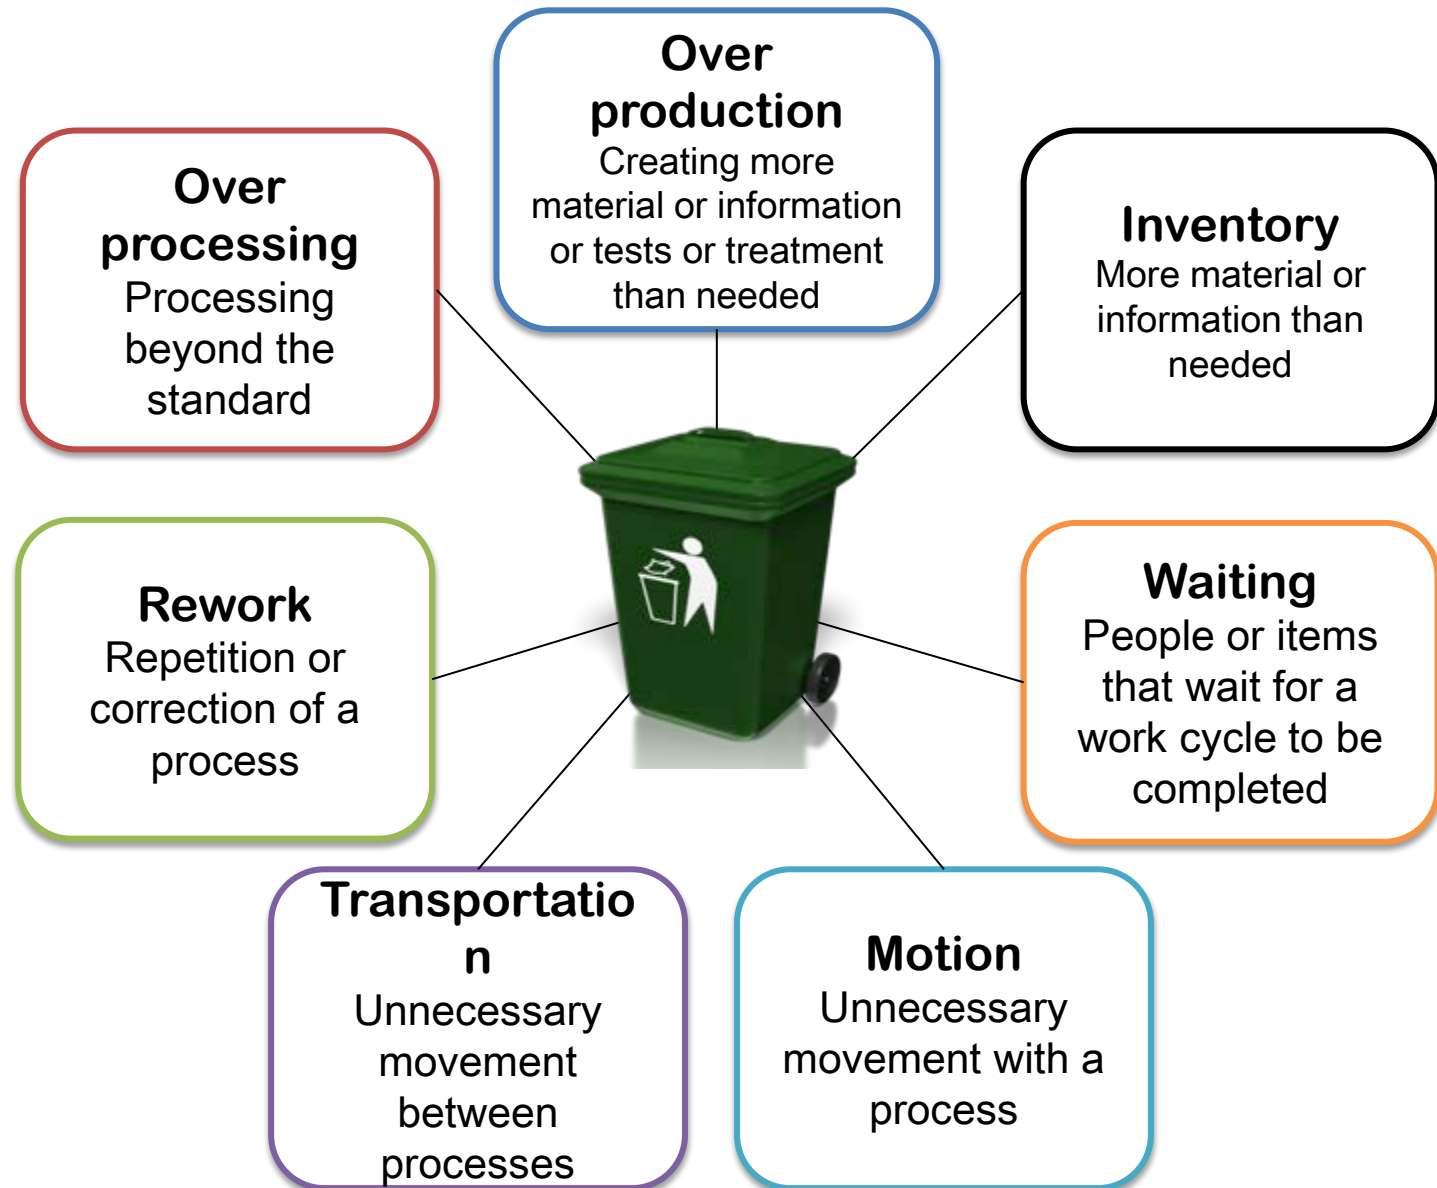 Over
production
Creating more
material or information
or tests or treatment
than needed
Over
processing
Processing
beyond the
standard
Inventory
More material or
information than
needed
Rework
Repetition or
correction of a
process
Waiting
People or items
that wait for a
work cycle to be
completed
Transportatio
n
Unnecessary
movement
between
processes
Motion
Unnecessary
movement with a
process